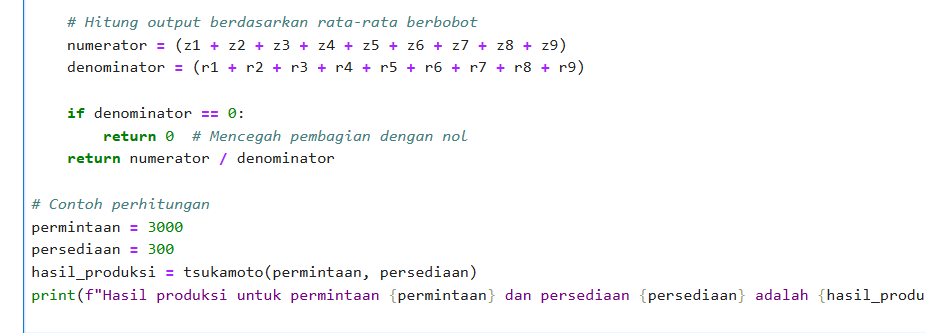 # Hitung output berdasarkan rata-rata berbobot
numerator = (z1 + z2 + z3 + z4 + z5 + z6 + z7 + z8 + z9)
denominator = (r1 + r2 + r3 + r4 + r5 + r6 + r7 + r8 + r9)
if denominator == 0:
return 0  # Mencegah pembagian dengan nol
return numerator / denominator
# Contoh perhitungan
permintaan = 3000
persediaan = 300
hasil_produksi = tsukamoto(permintaan, persediaan)
print(f"Hasil produksi untuk permintaan {permintaan} dan persediaan {persediaan} adalah {hasil_produ